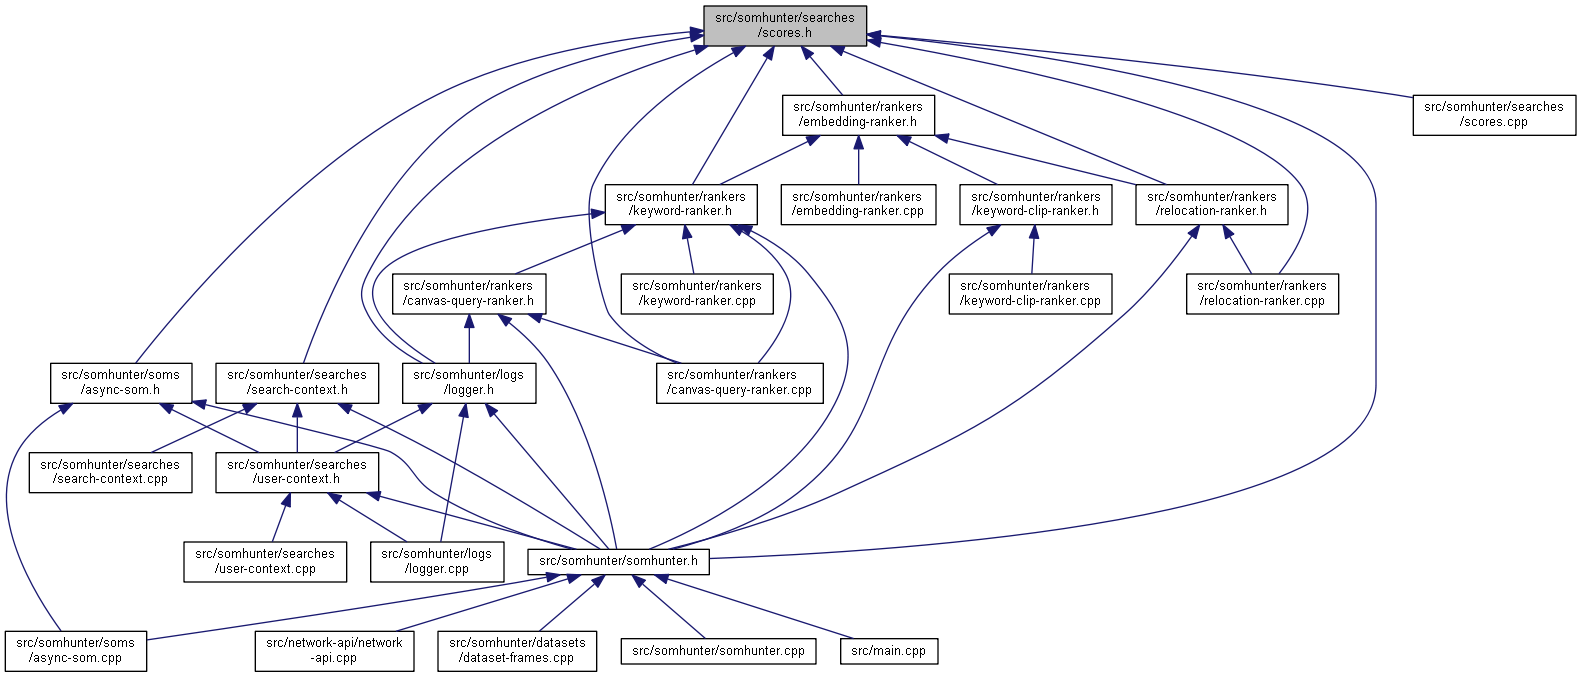 src/somhunter/searches
/scores.h
src/somhunter/rankers
/embedding-ranker.h
src/somhunter/searches
/scores.cpp
src/somhunter/rankers
/keyword-ranker.h
src/somhunter/rankers
/embedding-ranker.cpp
src/somhunter/rankers
/keyword-clip-ranker.h
src/somhunter/rankers
/relocation-ranker.h
src/somhunter/rankers
/canvas-query-ranker.h
src/somhunter/rankers
/keyword-ranker.cpp
src/somhunter/rankers
/keyword-clip-ranker.cpp
src/somhunter/rankers
/relocation-ranker.cpp
src/somhunter/soms
/async-som.h
src/somhunter/searches
/search-context.h
src/somhunter/logs
/logger.h
src/somhunter/rankers
/canvas-query-ranker.cpp
src/somhunter/searches
/search-context.cpp
src/somhunter/searches
/user-context.h
src/somhunter/searches
/user-context.cpp
src/somhunter/logs
/logger.cpp
src/somhunter/somhunter.h
src/somhunter/soms
/async-som.cpp
src/network-api/network
-api.cpp
src/somhunter/datasets
/dataset-frames.cpp
src/somhunter/somhunter.cpp
src/main.cpp